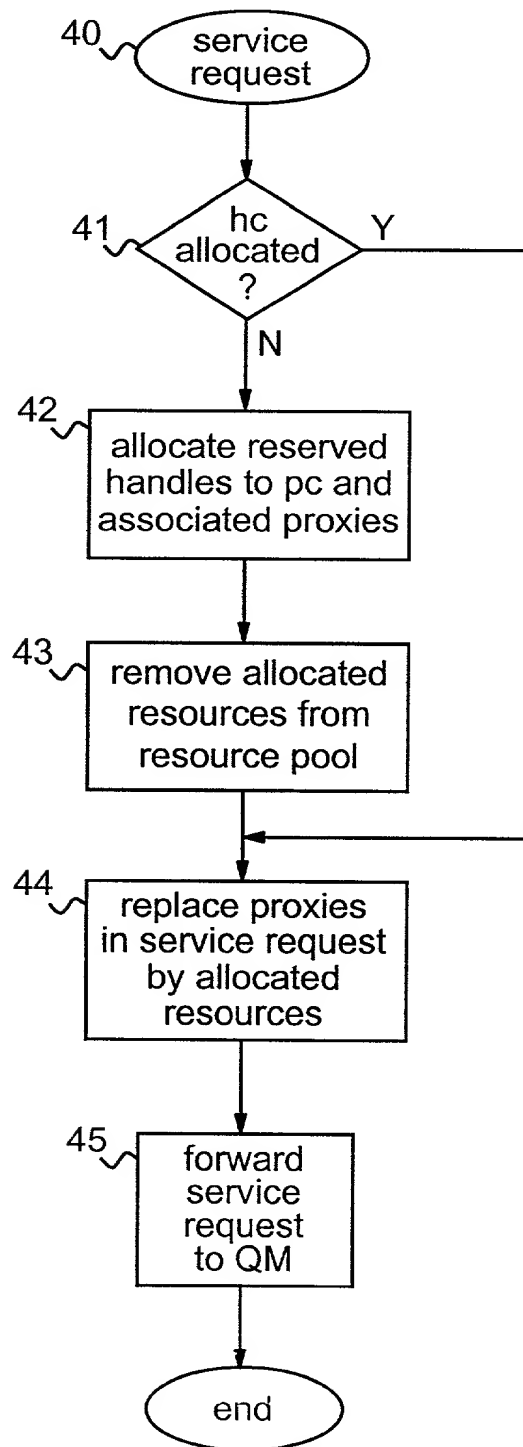 40
service
request
41
hc
allocated
?
Y
N
42
allocate reserved
handles to pc and
associated proxies
43
remove allocated
resources from
resource pool
44
replace proxies
in service request
by allocated
resources
45
forward
service
request
to QM
end